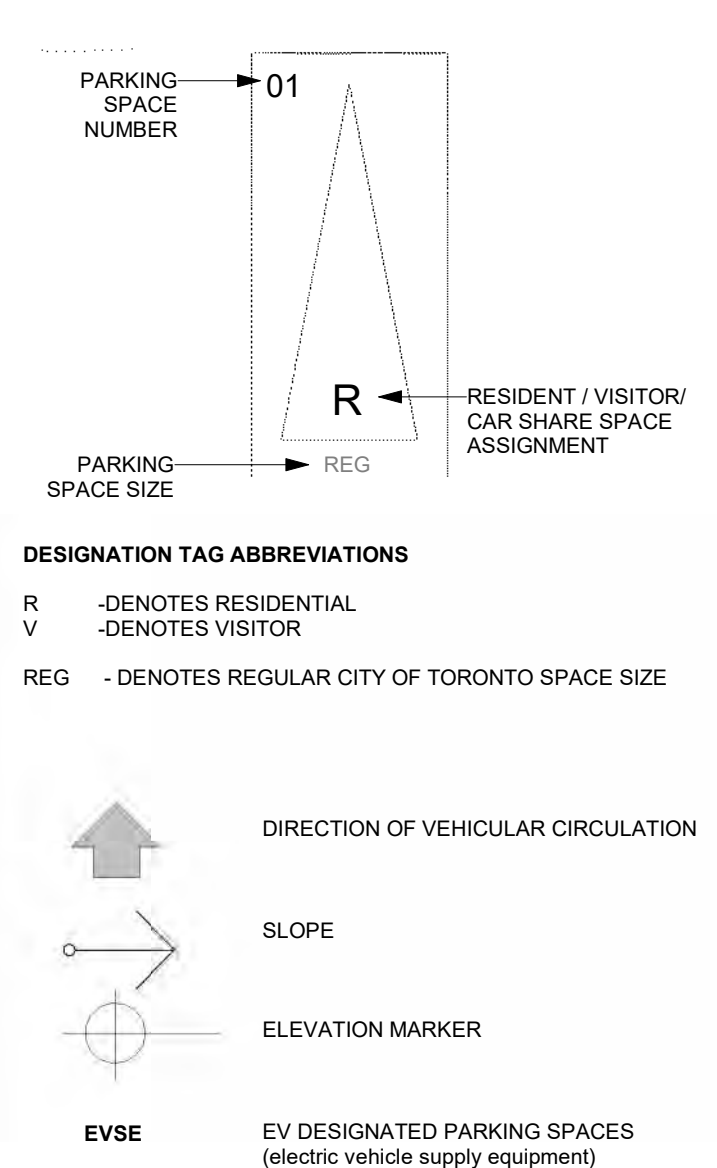 PARKING
SPACE
NUMBER
01
R
RESIDENT / VISITOR/
CAR SHARE SPACE
ASSIGNMENT
PARKING
SPACE SIZE
REG
DESIGNATION TAG ABBREVIATIONS
R -DENOTES RESIDENTIAL
V -DENOTES VISITOR
REG - DENOTES REGULAR CITY OF TORONTO SPACE SIZE
DIRECTION OF VEHICULAR CIRCULATION
SLOPE
ELEVATION MARKER
EVSE EV DESIGNATED PARKING SPACES
(electric vehicle supply equipment)